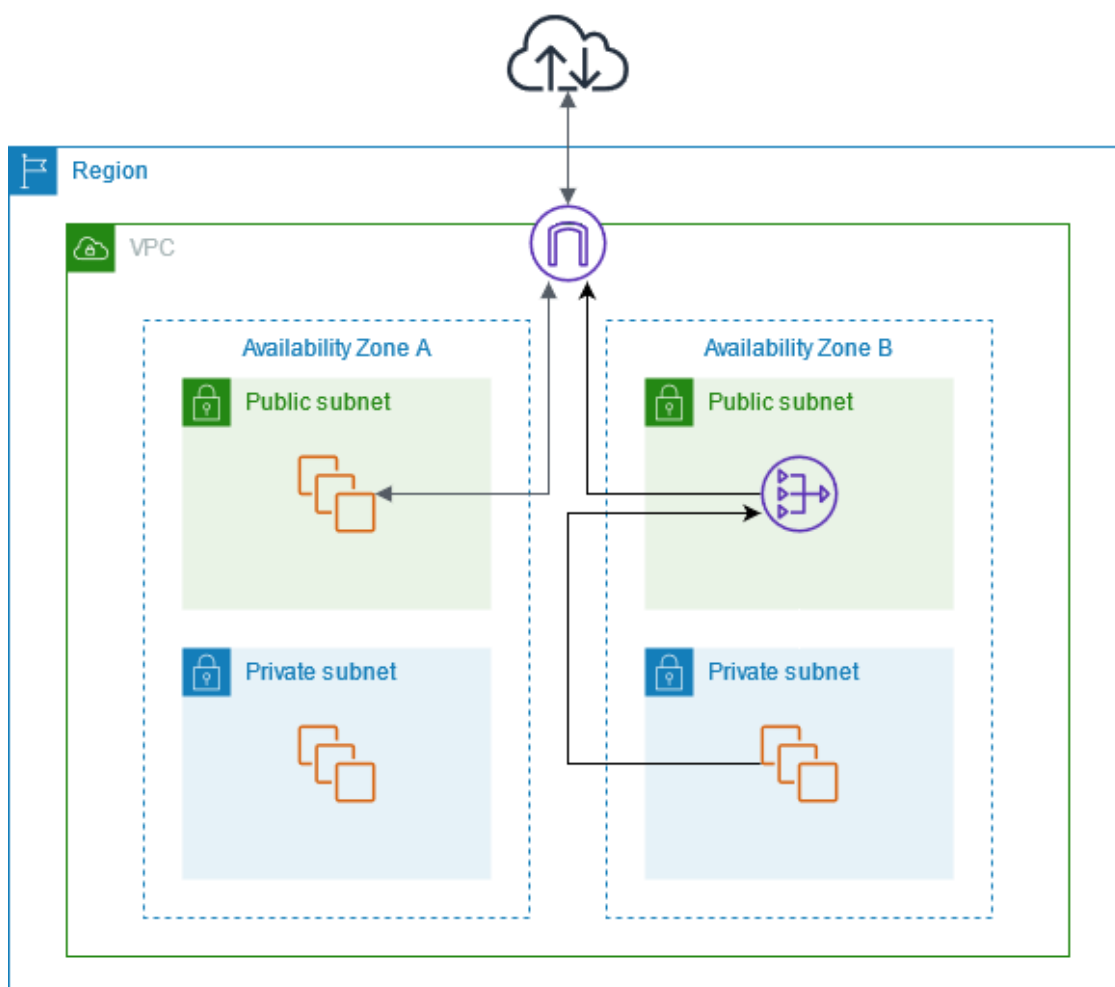 Region
VPC
Availability Zone A
Availability Zone B
Public subnet
Public subnet
Private subnet
Private subnet